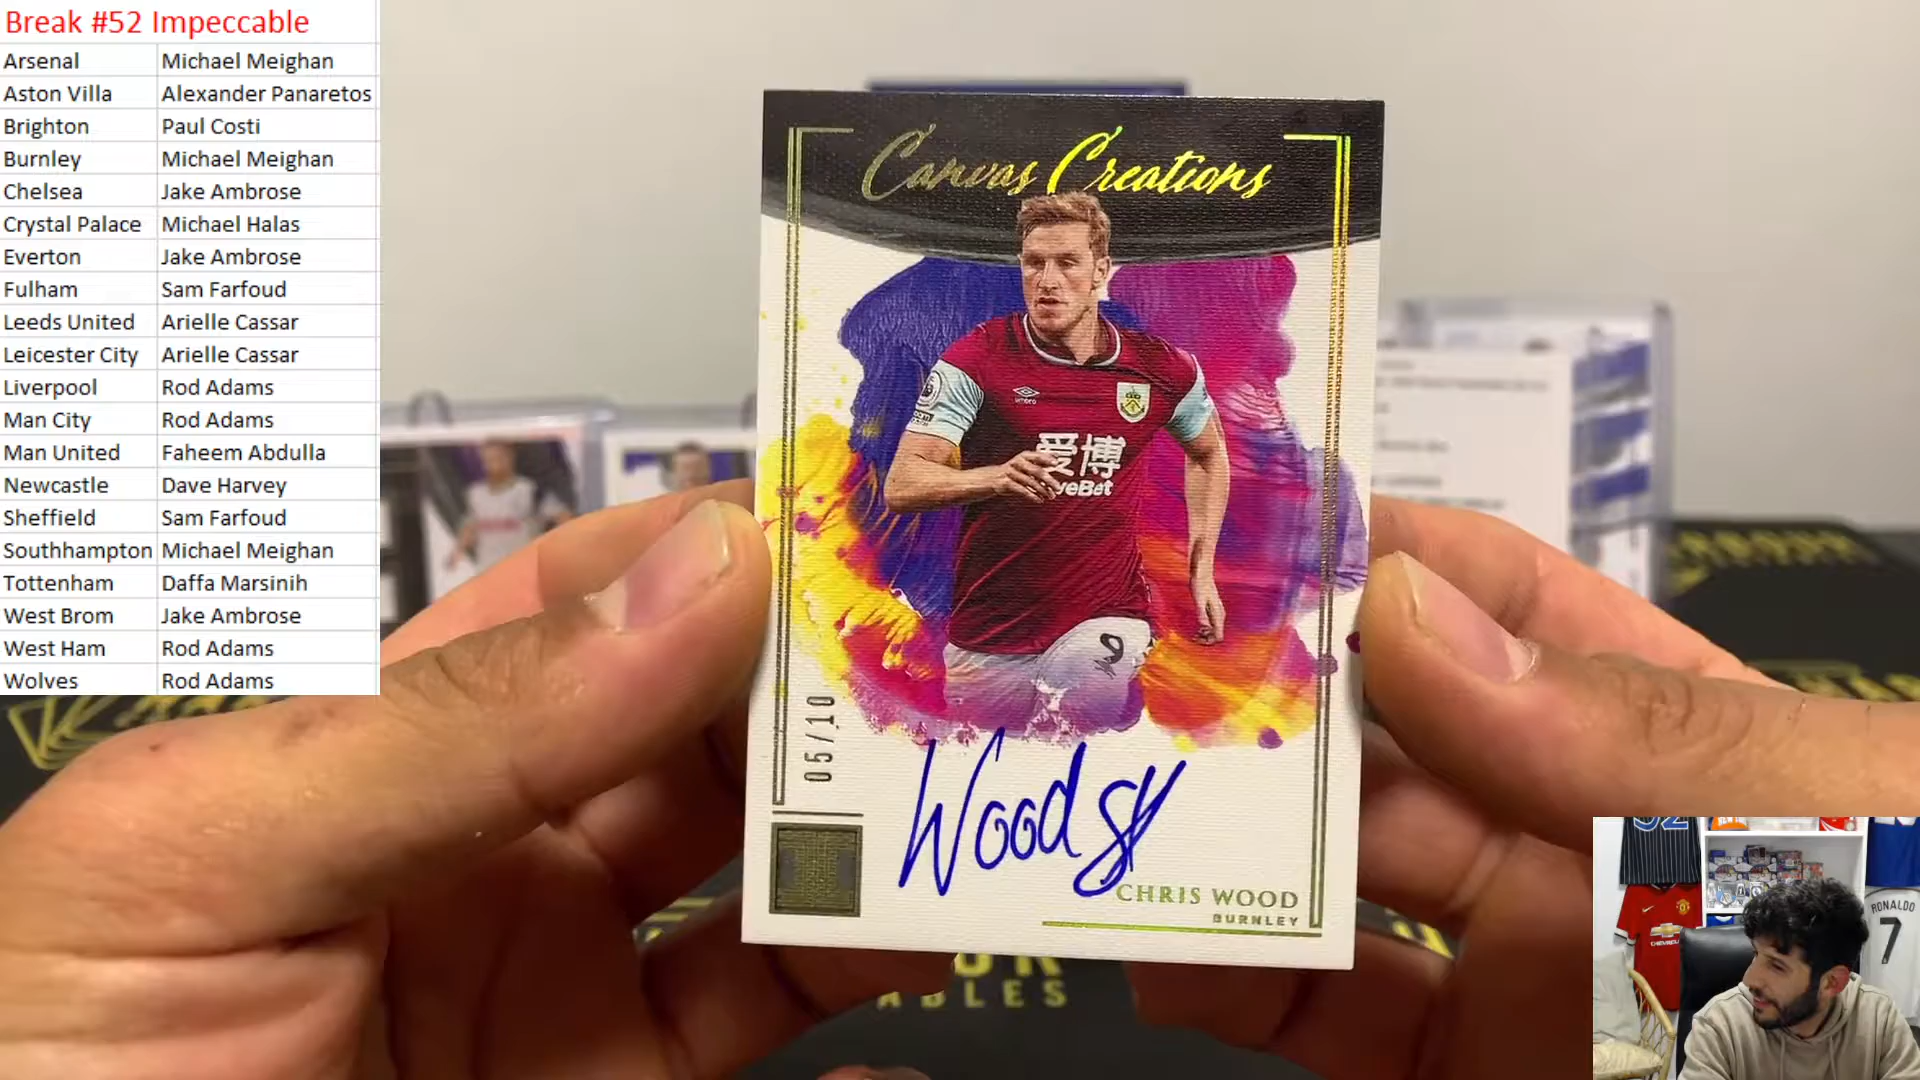 Break #52 Impeccable
Arsenal Michael Meighan
Aston Villa Alexander Panaretos
Brighton Paul Costi
Burnley Michael Meighan
Chelsea Jake Ambrose
Crystal Palace Michael Halas
Everton Jake Ambrose
Fulham Sam Farfoud
Leeds United Arielle Cassar
Leicester City Arielle Cassar
Liverpool Rod Adams
Man City Rod Adams
Man United Faheem Abdulla
Newcastle Dave Harvey
Sheffield Sam Farfoud
Southhampton Michael Meighan
Tottenham Daffa Marsinih
West Brom Jake Ambrose
West Ham Rod Adams
Wolves Rod Adams
Canvas Creations
umbro
爱博
veBet
05/10
Woodsy
CHRIS WOOD
BURNLEY
RONALDO
7
CHEVROLET